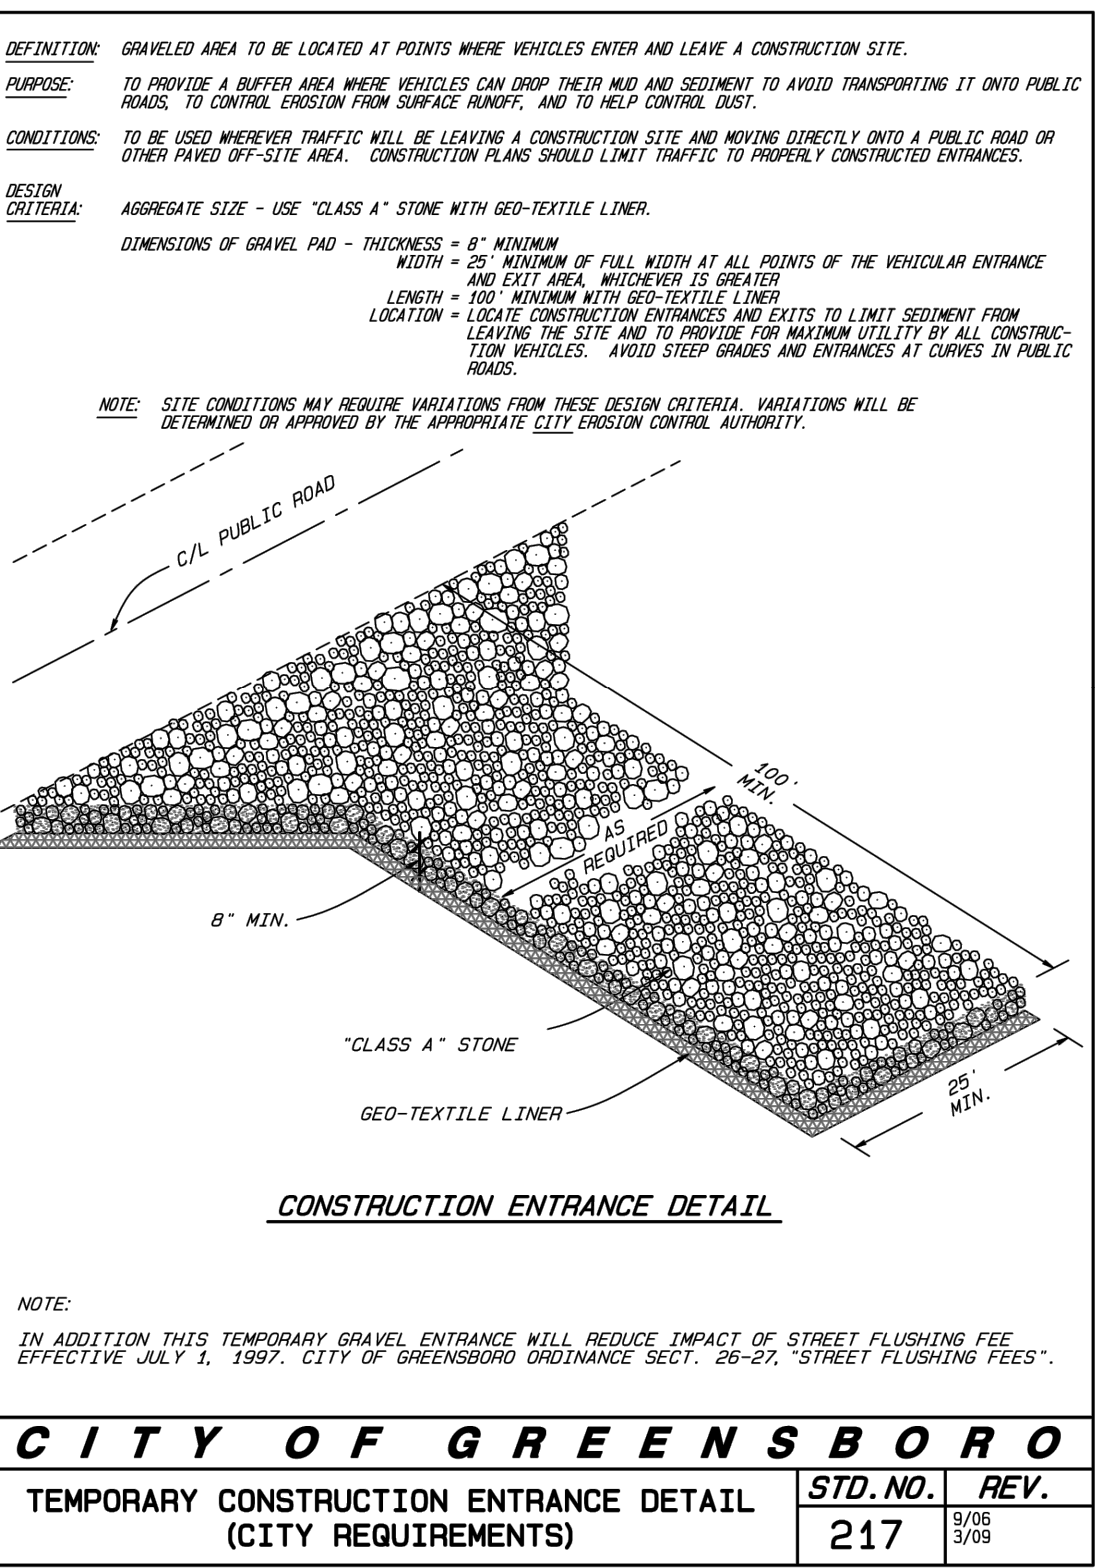 DEFINITION: GRAVELED AREA TO BE LOCATED AT POINTS WHERE VEHICLES ENTER AND LEAVE A CONSTRUCTION SITE.
PURPOSE: TO PROVIDE A BUFFER AREA WHERE VEHICLES CAN DROP THEIR MUD AND SEDIMENT TO AVOID TRANSPORTING IT ONTO PUBLIC
ROADS, TO CONTROL EROSION FROM SURFACE RUNOFF, AND TO HELP CONTROL DUST.
CONDITIONS: TO BE USED WHEREVER TRAFFIC WILL BE LEAVING A CONSTRUCTION SITE AND MOVING DIRECTLY ONTO A PUBLIC ROAD OR
OTHER PAVED OFF-SITE AREA. CONSTRUCTION PLANS SHOULD LIMIT TRAFFIC TO PROPERLY CONSTRUCTED ENTRANCES.
DESIGN
CRITERIA: AGGREGATE SIZE - USE "CLASS A" STONE WITH GEO-TEXTILE LINER.
DIMENSIONS OF GRAVEL PAD - THICKNESS = 8" MINIMUM
WIDTH = 25' MINIMUM OF FULL WIDTH AT ALL POINTS OF THE VEHICULAR ENTRANCE
AND EXIT AREA, WHICHEVER IS GREATER
LENGTH = 100' MINIMUM WITH GEO-TEXTILE LINER
LOCATION = LOCATE CONSTRUCTION ENTRANCES AND EXITS TO LIMIT SEDIMENT FROM
LEAVING THE SITE AND TO PROVIDE FOR MAXIMUM UTILITY BY ALL CONSTRUC-
TION VEHICLES. AVOID STEEP GRADES AND ENTRANCES AT CURVES IN PUBLIC
ROADS.
NOTE: SITE CONDITIONS MAY REQUIRE VARIATIONS FROM THESE DESIGN CRITERIA. VARIATIONS WILL BE
DETERMINED OR APPROVED BY THE APPROPRIATE CITY EROSION CONTROL AUTHORITY.
C/L PUBLIC ROAD
100'
MIN.
AS
REQUIRED
8" MIN.
"CLASS A" STONE
GEO-TEXTILE LINER
25'
MIN.
CONSTRUCTION ENTRANCE DETAIL
NOTE:
IN ADDITION THIS TEMPORARY GRAVEL ENTRANCE WILL REDUCE IMPACT OF STREET FLUSHING FEE
EFFECTIVE JULY 1, 1997. CITY OF GREENSBORO ORDINANCE SECT. 26-27, "STREET FLUSHING FEES".
CITY OF GREENSBORO
TEMPORARY CONSTRUCTION ENTRANCE DETAIL
(CITY REQUIREMENTS)
STD. NO.
217
REV.
9/06
3/09